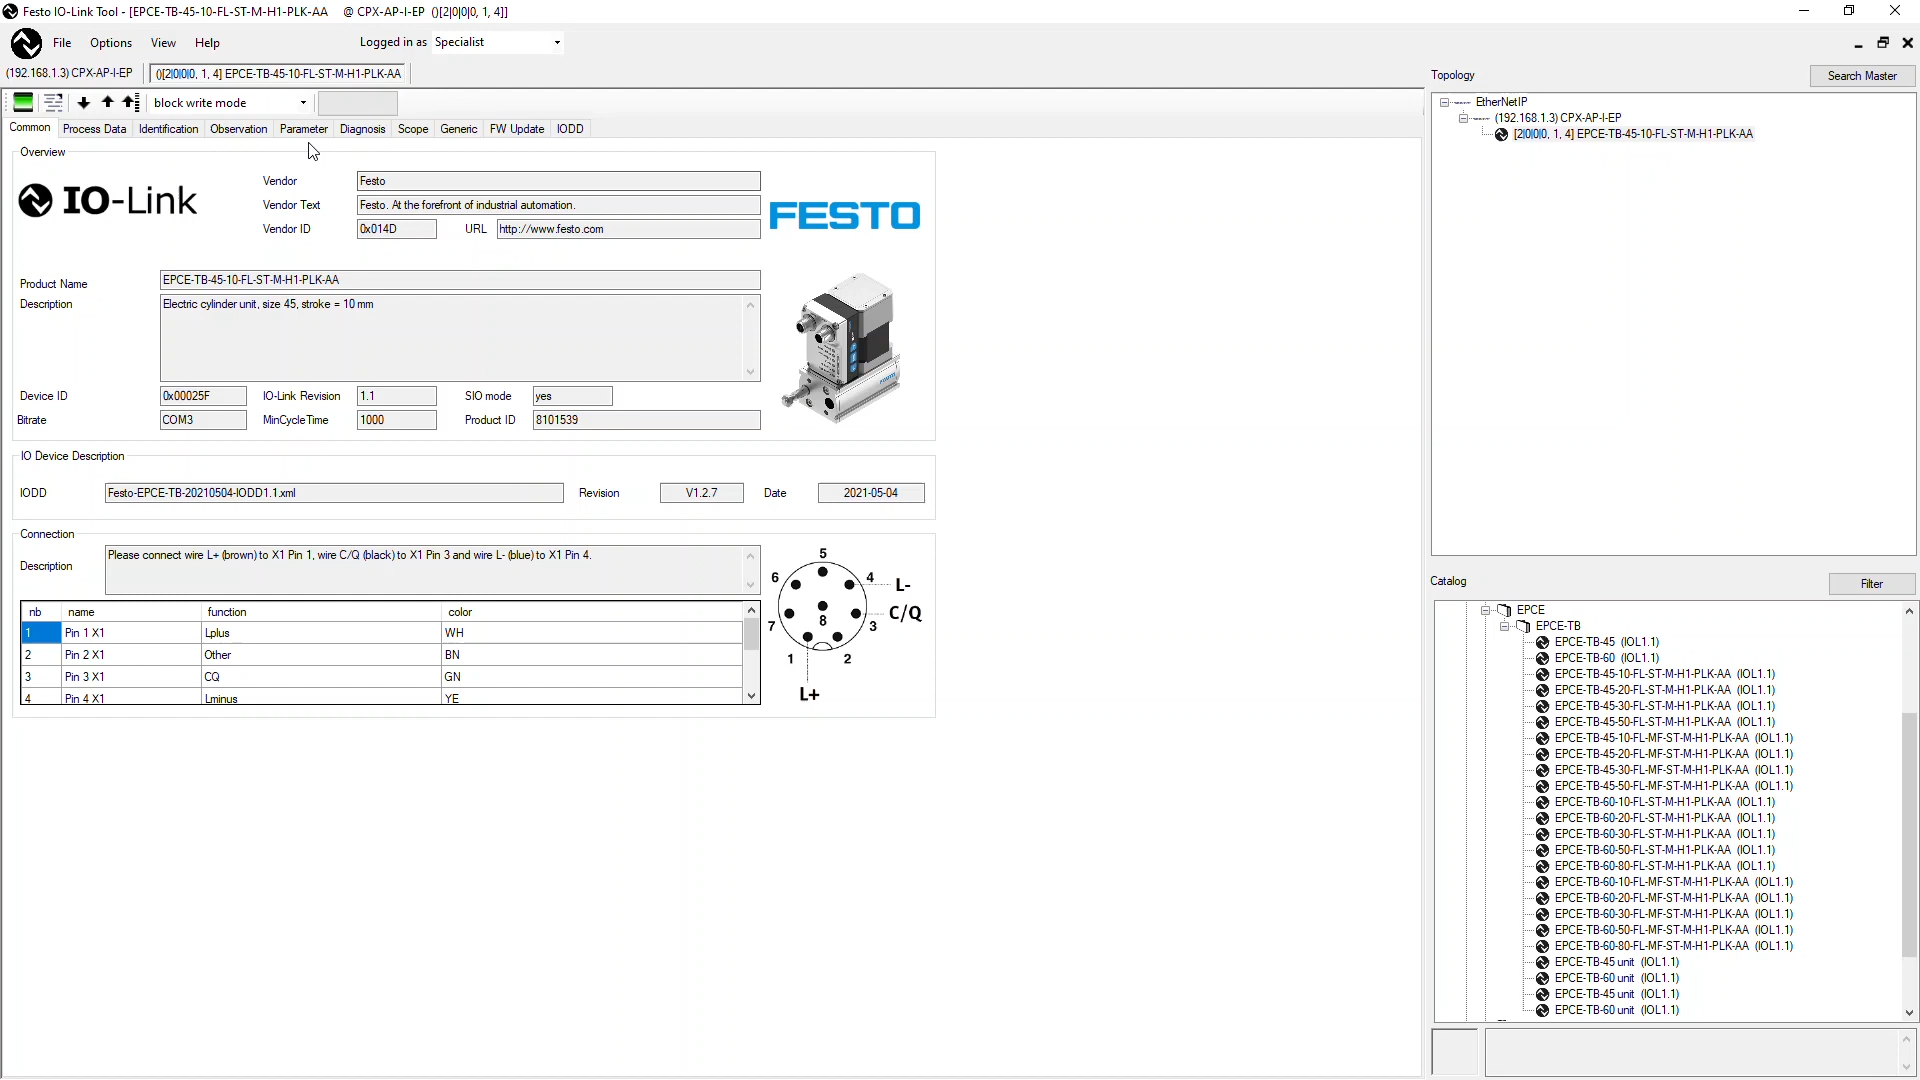 Festo IO-Link Tool - [EPCE-TB-45-10-FL-ST-M-H1-PLK-AA @ CPX-AP-I-EP ()[2|0|0|0, 1, 4]]
File Options View Help Logged in as Specialist
(192.168.1.3) CPX-AP-I-EP ()[2|0|0|0, 1, 4] EPCE-TB-45-10-FL-ST-M-H1-PLK-AA
block write mode
Common Process Data Identification Observation Parameter Diagnosis Scope Generic FW Update IODD
Overview
IO-Link
Vendor Festo
Vendor Text Festo. At the forefront of industrial automation.
Vendor ID 0x014D URL http://www.festo.com
FESTO
Product Name EPCE-TB-45-10-FL-ST-M-H1-PLK-AA
Description Electric cylinder unit, size 45, stroke = 10 mm
Device ID 0x00025F IO-Link Revision 1.1 SIO mode yes
Bitrate COM3 MinCycleTime 1000 Product ID 8101539
FESTO
IO Device Description
IODD Festo-EPCE-TB-20210504-IODD1.1.xml Revision V1.2.7 Date 2021-05-04
Connection
Description Please connect wire L+ (brown) to X1 Pin 1, wire C/Q (black) to X1 Pin 3 and wire L- (blue) to X1 Pin 4.
nb name function color
1 Pin 1 X1 Lplus WH
2 Pin 2 X1 Other BN
3 Pin 3 X1 CQ GN
4 Pin 4 X1 Lminus YE
5
6 4 L-
C/Q
7 8 3
1 2
L+
Topology Search Master
EtherNetIP
(192.168.1.3) CPX-AP-I-EP
[2|0|0|0, 1, 4] EPCE-TB-45-10-FL-ST-M-H1-PLK-AA
Catalog Filter
EPCE
EPCE-TB
EPCE-TB-45 (IOL1.1)
EPCE-TB-60 (IOL1.1)
EPCE-TB-45-10-FL-ST-M-H1-PLK-AA (IOL1.1)
EPCE-TB-45-20-FL-ST-M-H1-PLK-AA (IOL1.1)
EPCE-TB-45-30-FL-ST-M-H1-PLK-AA (IOL1.1)
EPCE-TB-45-50-FL-ST-M-H1-PLK-AA (IOL1.1)
EPCE-TB-45-10-FL-MF-ST-M-H1-PLK-AA (IOL1.1)
EPCE-TB-45-20-FL-MF-ST-M-H1-PLK-AA (IOL1.1)
EPCE-TB-45-30-FL-MF-ST-M-H1-PLK-AA (IOL1.1)
EPCE-TB-45-50-FL-MF-ST-M-H1-PLK-AA (IOL1.1)
EPCE-TB-60-10-FL-ST-M-H1-PLK-AA (IOL1.1)
EPCE-TB-60-20-FL-ST-M-H1-PLK-AA (IOL1.1)
EPCE-TB-60-30-FL-ST-M-H1-PLK-AA (IOL1.1)
EPCE-TB-60-50-FL-ST-M-H1-PLK-AA (IOL1.1)
EPCE-TB-60-80-FL-ST-M-H1-PLK-AA (IOL1.1)
EPCE-TB-60-10-FL-MF-ST-M-H1-PLK-AA (IOL1.1)
EPCE-TB-60-20-FL-MF-ST-M-H1-PLK-AA (IOL1.1)
EPCE-TB-60-30-FL-MF-ST-M-H1-PLK-AA (IOL1.1)
EPCE-TB-60-50-FL-MF-ST-M-H1-PLK-AA (IOL1.1)
EPCE-TB-60-80-FL-MF-ST-M-H1-PLK-AA (IOL1.1)
EPCE-TB-45 unit (IOL1.1)
EPCE-TB-60 unit (IOL1.1)
EPCE-TB-45 unit (IOL1.1)
EPCE-TB-60 unit (IOL1.1)